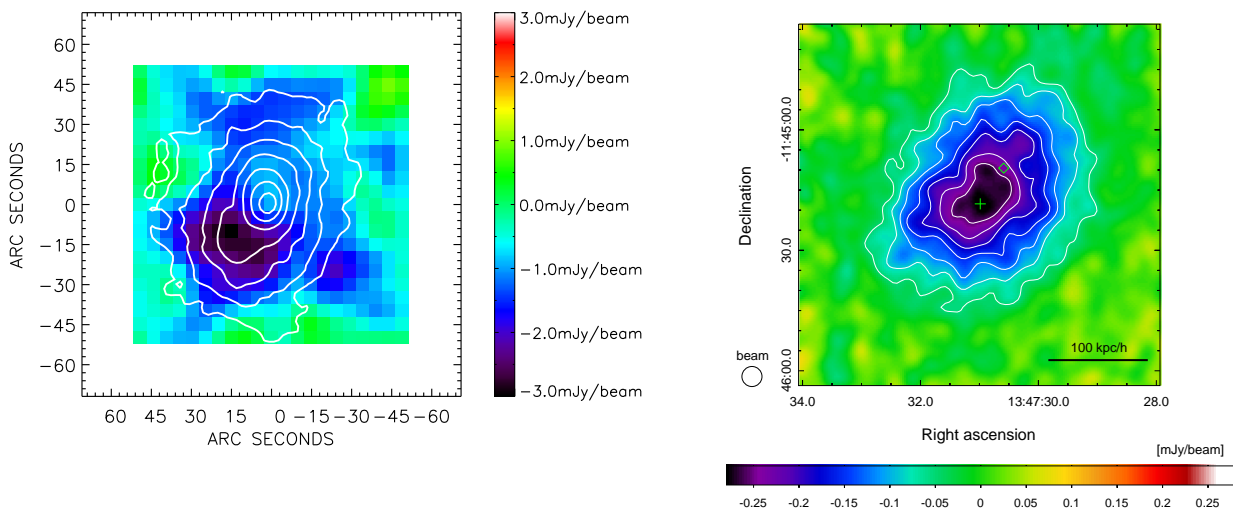 60
45
30
15
0
−15
−30
−45
−60
ARC SECONDS
60 45 30 15 0 −15−30−45−60
ARC SECONDS
3.0mJy/beam
2.0mJy/beam
1.0mJy/beam
0.0mJy/beam
−1.0mJy/beam
−2.0mJy/beam
−3.0mJy/beam
Declination
-11:45:00.0
30.0
46:00.0
beam
100 kpc/h
34.0 32.0 13:47:30.0 28.0
Right ascension
[mJy/beam]
-0.25 -0.2 -0.15 -0.1 -0.05 0 0.05 0.1 0.15 0.2 0.25